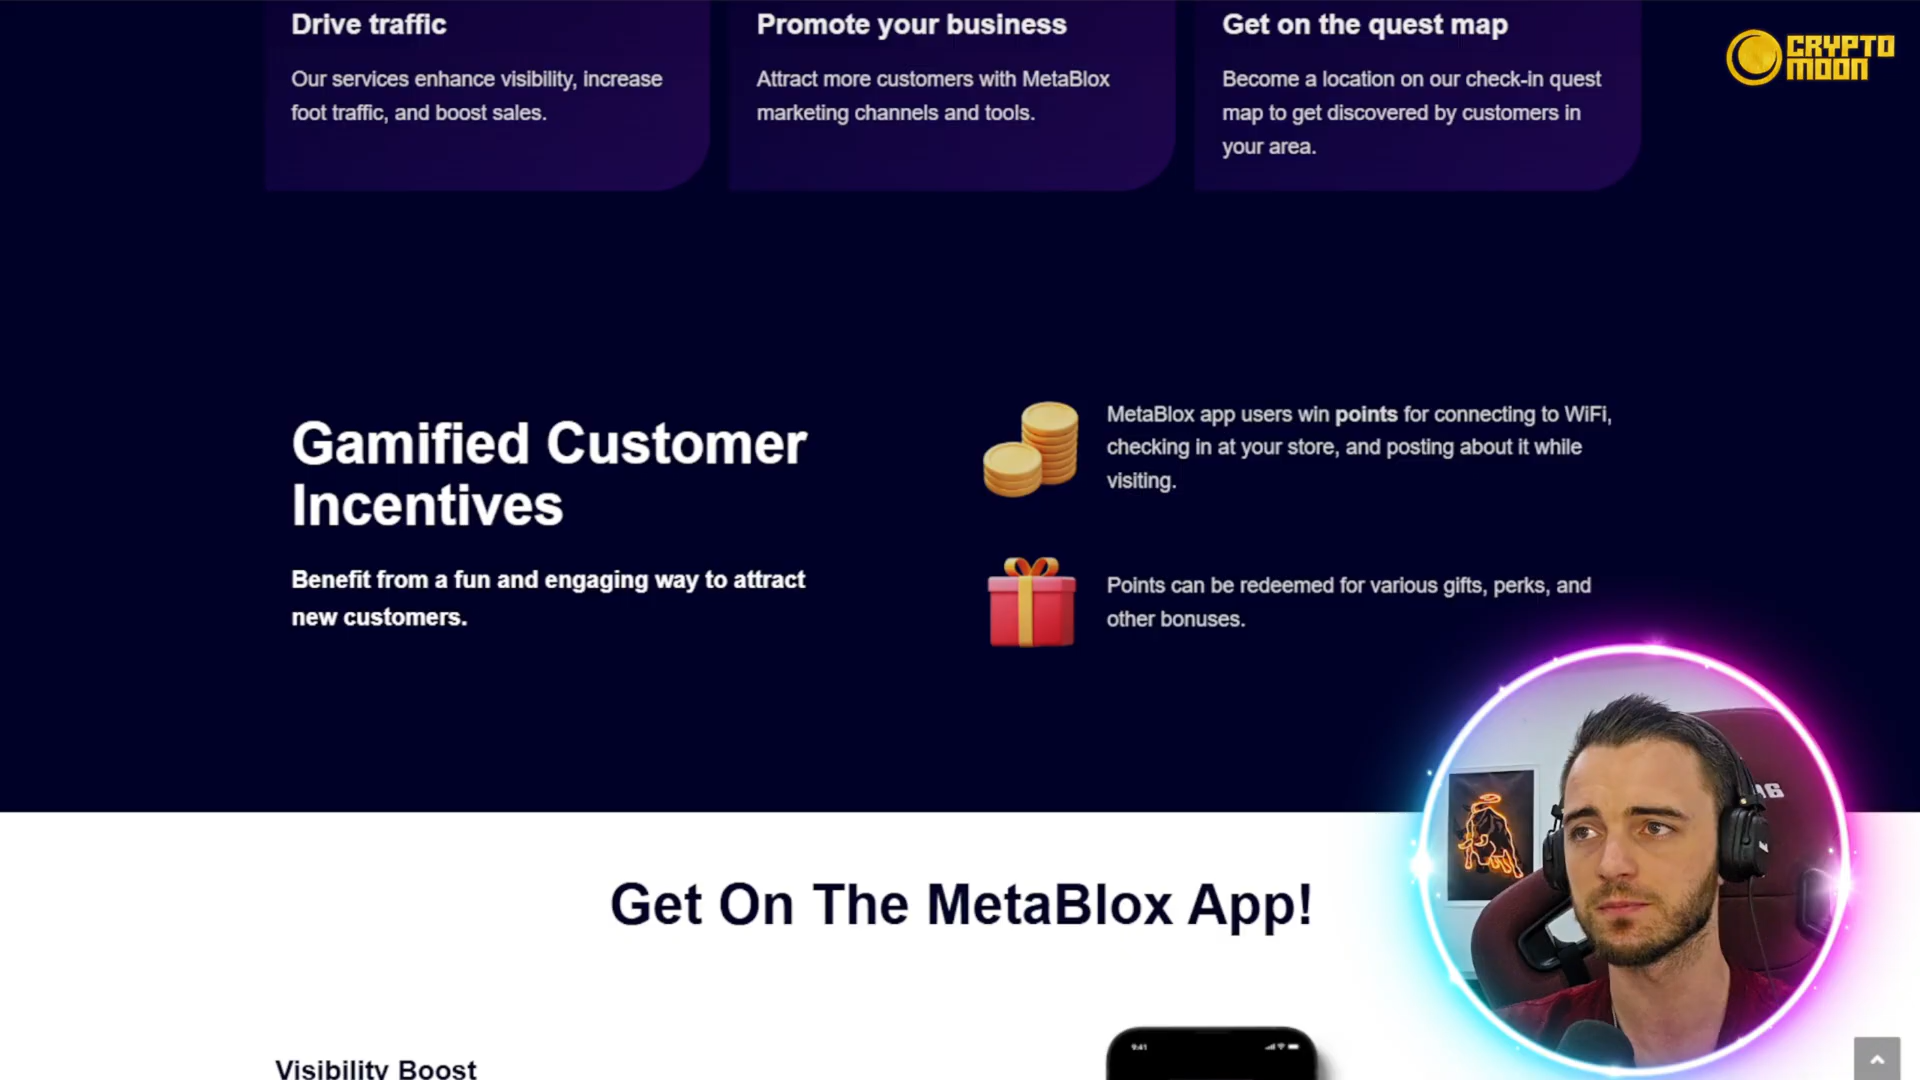 Drive traffic
Our services enhance visibility, increase
foot traffic, and boost sales.
Promote your business
Attract more customers with MetaBlox
marketing channels and tools.
Get on the quest map
Become a location on our check-in quest
map to get discovered by customers in
your area.
CRYPTO
MOON
Gamified Customer
Incentives
Benefit from a fun and engaging way to attract
new customers.
MetaBlox app users win points for connecting to WiFi,
checking in at your store, and posting about it while
visiting.
Points can be redeemed for various gifts, perks, and
other bonuses.
Get On The MetaBlox App!
Visibility Boost
9:41